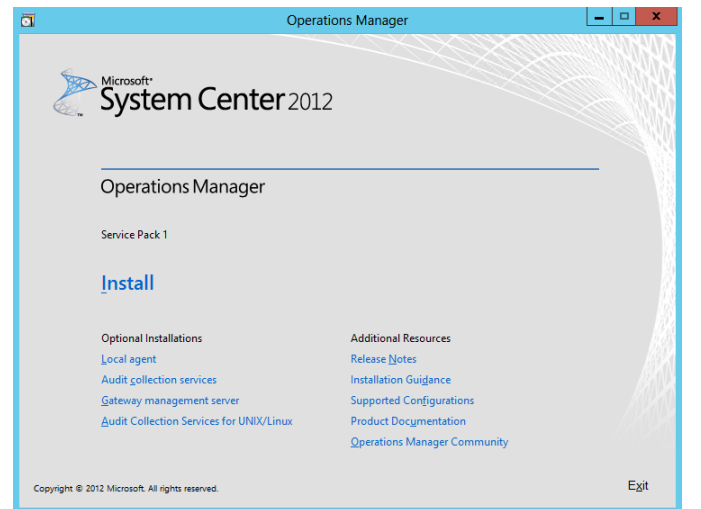 Operations Manager
Microsoft®
System Center 2012
Operations Manager
Service Pack 1
Install
Optional Installations
Local agent
Audit collection services
Gateway management server
Audit Collection Services for UNIX/Linux
Additional Resources
Release Notes
Installation Guidance
Supported Configurations
Product Documentation
Operations Manager Community
Copyright © 2012 Microsoft. All rights reserved.
Exit